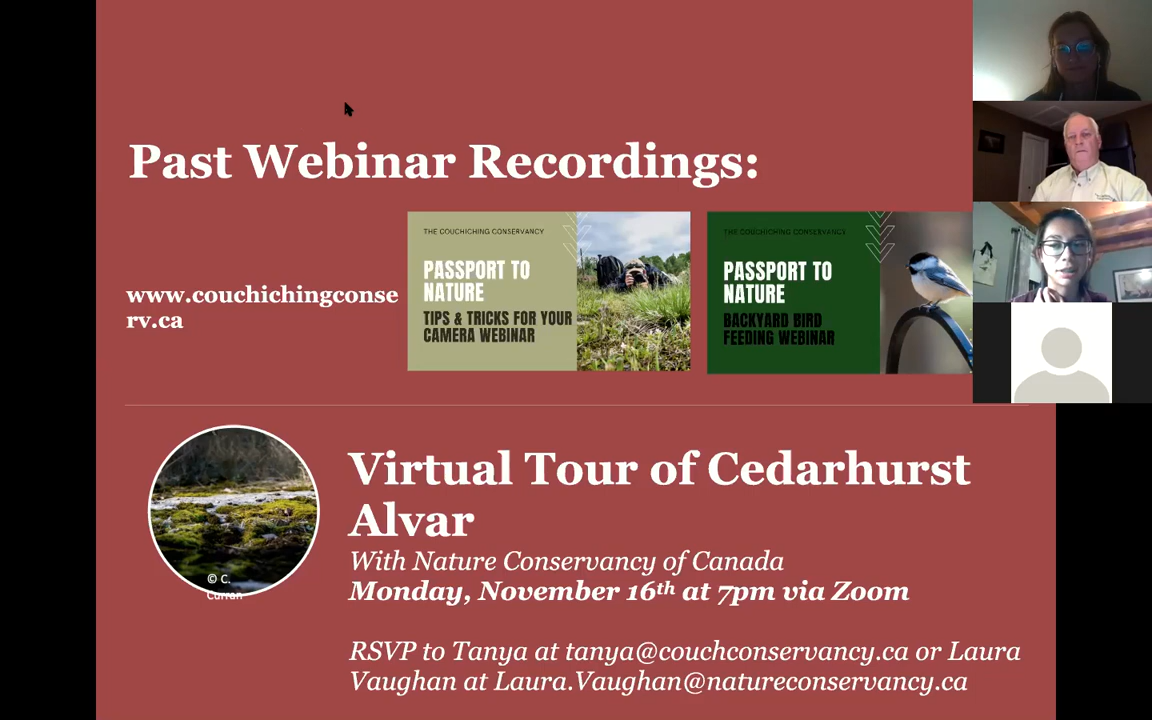 Past Webinar Recordings:
www.couchichingconse
rv.ca
THE COUCHICHING CONSERVANCY
PASSPORT TO
NATURE
TIPS & TRICKS FOR YOUR
CAMERA WEBINAR
THE COUCHICHING CONSERVANCY
PASSPORT TO
NATURE
BACKYARD BIRD
FEEDING WEBINAR
© C.
Curran
Virtual Tour of Cedarhurst
Alvar
With Nature Conservancy of Canada
Monday, November 16th at 7pm via Zoom
RSVP to Tanya at tanya@couchconservancy.ca or Laura
Vaughan at Laura.Vaughan@natureconservancy.ca